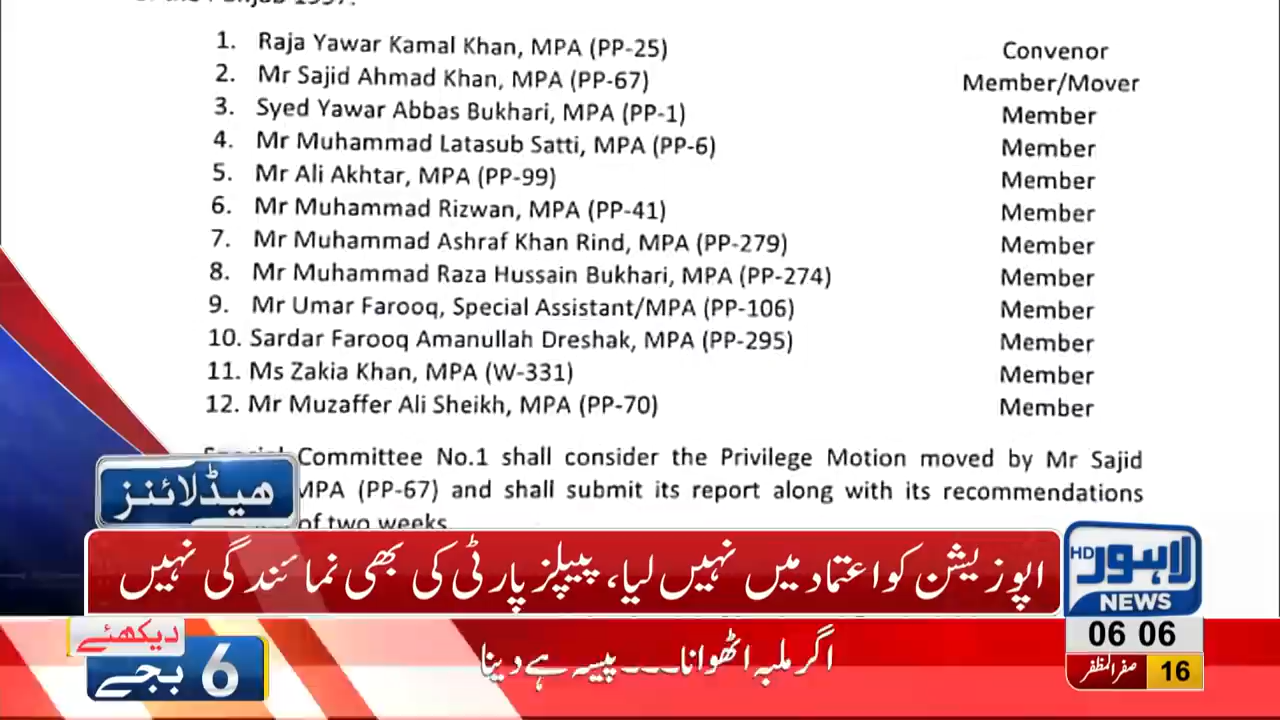 1. Raja Yawar Kamal Khan, MPA (PP-25) Convenor
2. Mr Sajid Ahmad Khan, MPA (PP-67) Member/Mover
3. Syed Yawar Abbas Bukhari, MPA (PP-1) Member
4. Mr Muhammad Latasub Satti, MPA (PP-6) Member
5. Mr Ali Akhtar, MPA (PP-99) Member
6. Mr Muhammad Rizwan, MPA (PP-41) Member
7. Mr Muhammad Ashraf Khan Rind, MPA (PP-279) Member
8. Mr Muhammad Raza Hussain Bukhari, MPA (PP-274) Member
9. Mr Umar Farooq, Special Assistant/MPA (PP-106) Member
10. Sardar Farooq Amanullah Dreshak, MPA (PP-295) Member
11. Ms Zakia Khan, MPA (W-331) Member
12. Mr Muzaffer Ali Sheikh, MPA (PP-70) Member
Committee No.1 shall consider the Privilege Motion moved by Mr Sajid
MPA (PP-67) and shall submit its report along with its recommendations
of two weeks.
ہیڈلائنز
اپوزیشن کو اعتماد میں نہیں لیا، پیپلز پارٹی کی بھی نمائندگی نہیں
لاہور HD
NEWS
06 06
صفر المظفر 16
اگر ملبہ اٹھوانا۔۔۔پیسہ ہے دینا
دیکھئے
6 بجے